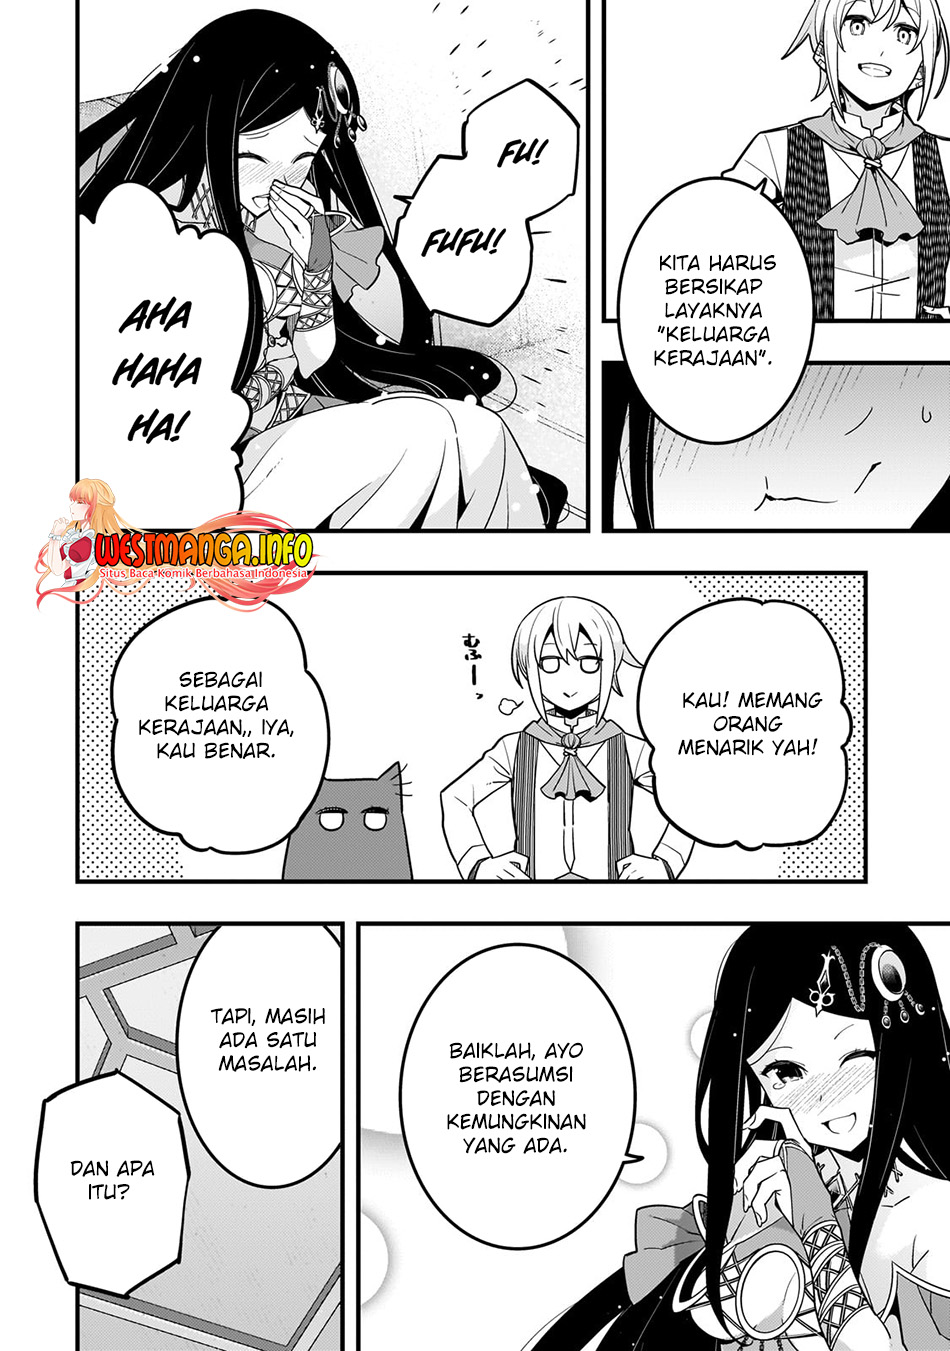 KITA HARUS
BERSIKAP
LAYAKNYA
"KELUARGA
KERAJAAN".
FU!
FUFU!
AHA
HAHA
HA!
WESTMANGA.INFO
Situs Baca Komik Berbahasa Indonesia
KAU! MEMANG
ORANG
MENARIK YAH!
むふーっ
SEBAGAI
KELUARGA
KERAJAAN,, IYA,
KAU BENAR.
BAIKLAH, AYO
BERASUMSI
DENGAN
KEMUNGKINAN
YANG ADA.
TAPI, MASIH
ADA SATU
MASALAH.
DAN APA
ITU?